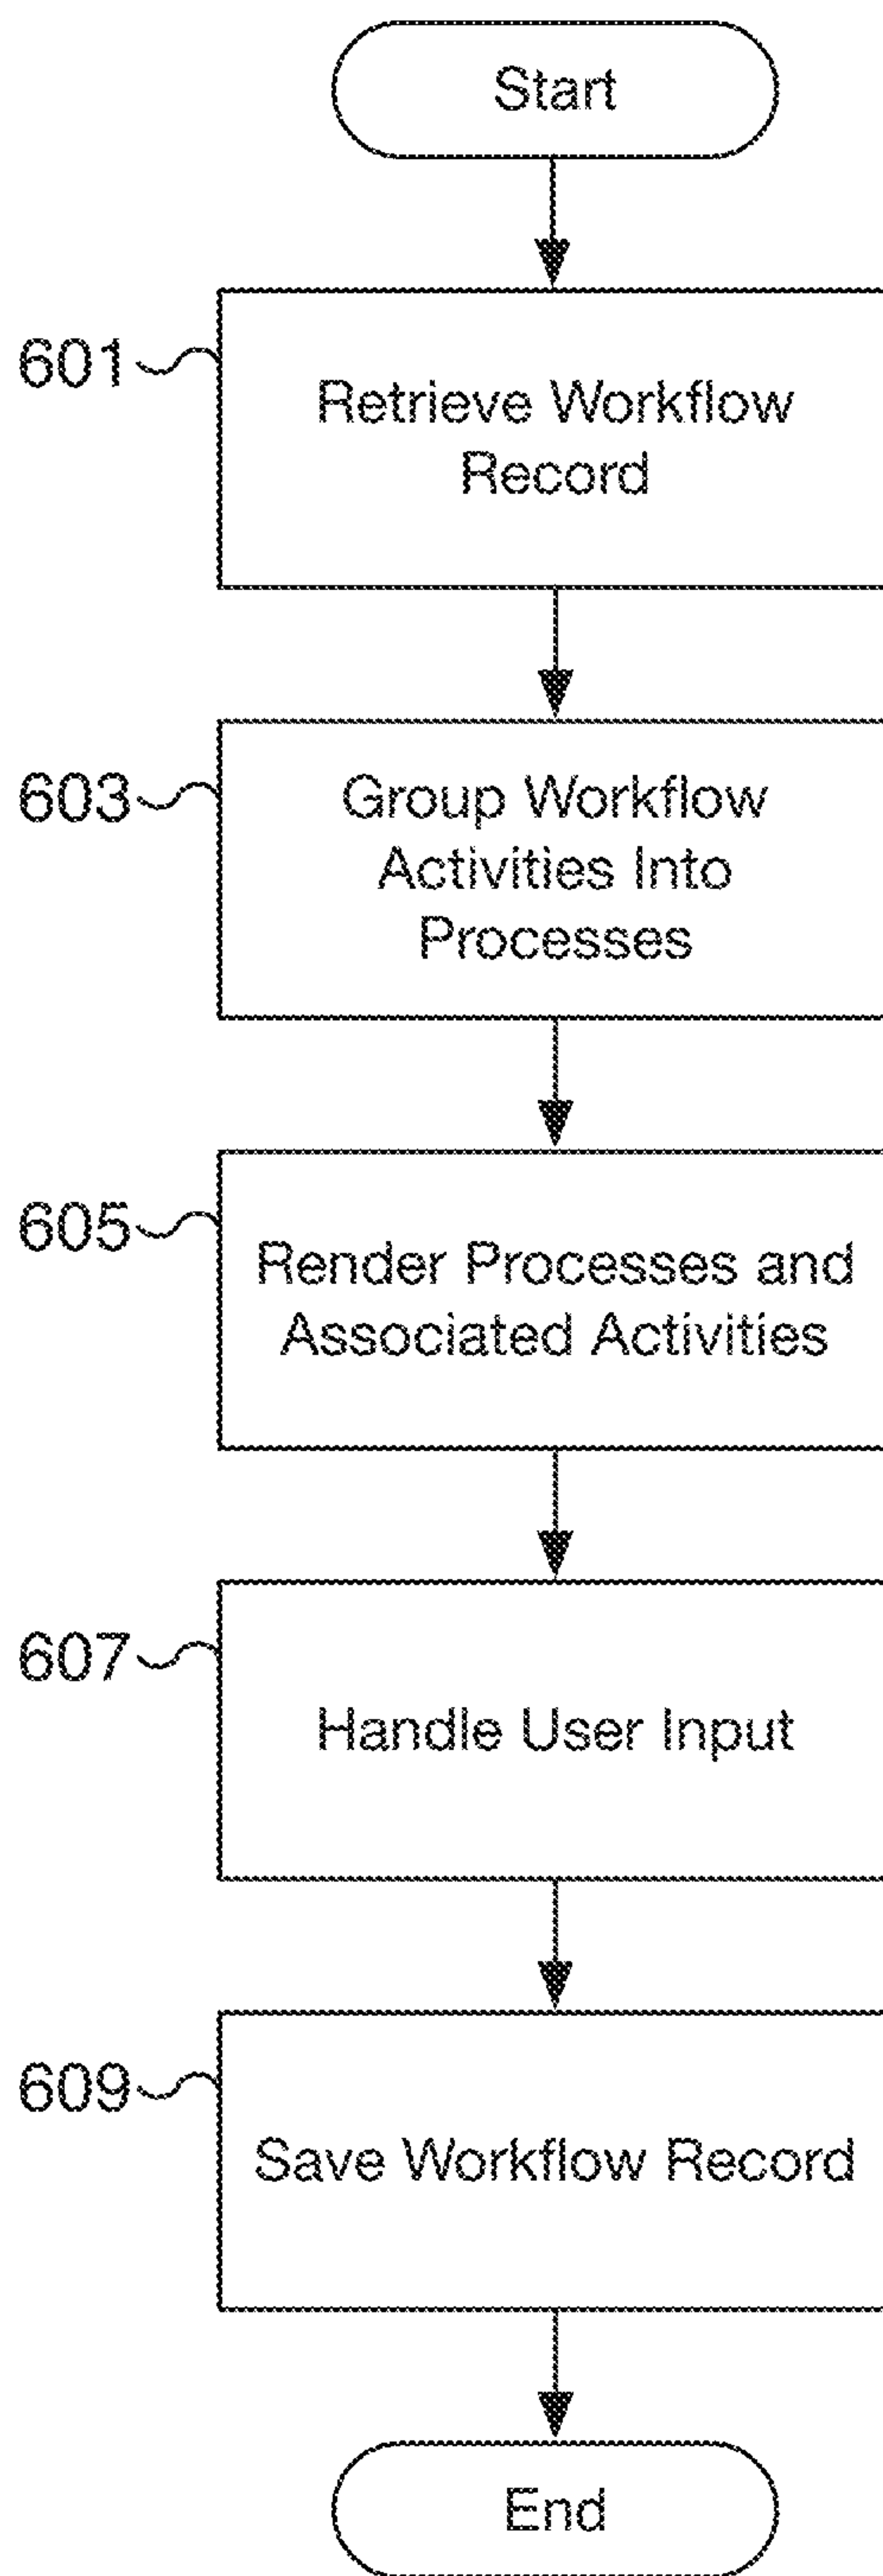 Start
601
Retrieve Workflow
Record
603
Group Workflow
Activities Into
Processes
605
Render Processes and
Associated Activities
607
Handle User Input
609
Save Workflow Record
End